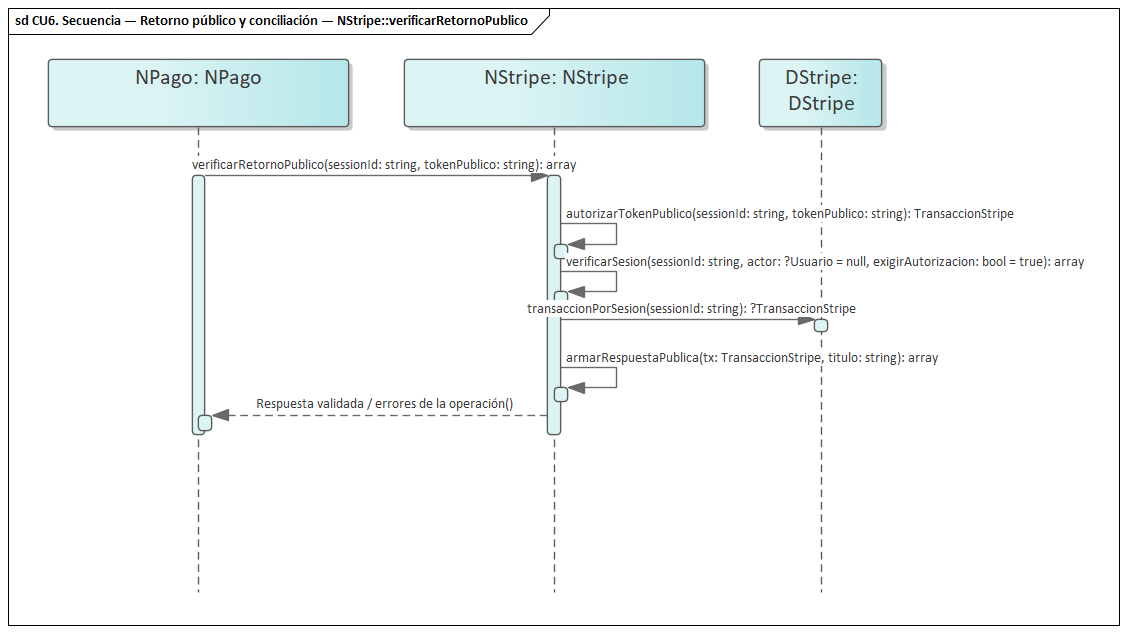 sd CU6. Secuencia — Retorno público y conciliación — NStripe::verificarRetornoPublico
NPago: NPago
NStripe: NStripe
DStripe:
DStripe
verificarRetornoPublico(sessionId: string, tokenPublico: string): array
autorizarTokenPublico(sessionId: string, tokenPublico: string): TransaccionStripe
verificarSesion(sessionId: string, actor: ?Usuario = null, exigirAutorizacion: bool = true): array
transaccionPorSesion(sessionId: string): ?TransaccionStripe
armarRespuestaPublica(tx: TransaccionStripe, titulo: string): array
Respuesta validada / errores de la operación()